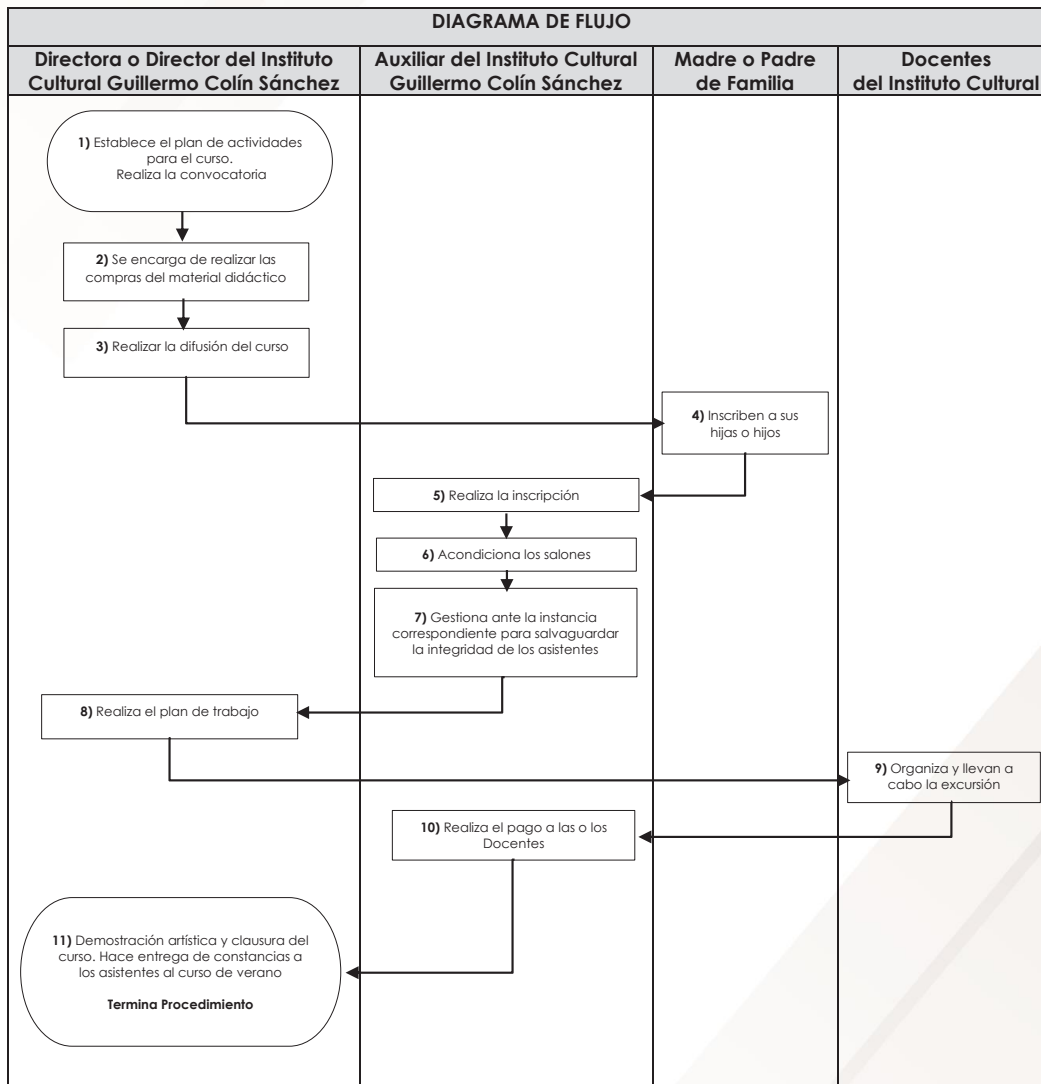 DIAGRAMA DE FLUJO
Directora o Director del Instituto
Cultural Guillermo Colín Sánchez
Auxiliar del Instituto Cultural
Guillermo Colín Sánchez
Madre o Padre
de Familia
Docentes
del Instituto Cultural
1) Establece el plan de actividades
para el curso.
Realiza la convocatoria
2) Se encarga de realizar las
compras del material didáctico
3) Realizar la difusión del curso
4) Inscriben a sus
hijas o hijos
5) Realiza la inscripción
6) Acondiciona los salones
7) Gestiona ante la instancia
correspondiente para salvaguardar
la integridad de los asistentes
8) Realiza el plan de trabajo
9) Organiza y llevan a
cabo la excursión
10) Realiza el pago a las o los
Docentes
11) Demostración artística y clausura del
curso. Hace entrega de constancias a
los asistentes al curso de verano
Termina Procedimiento